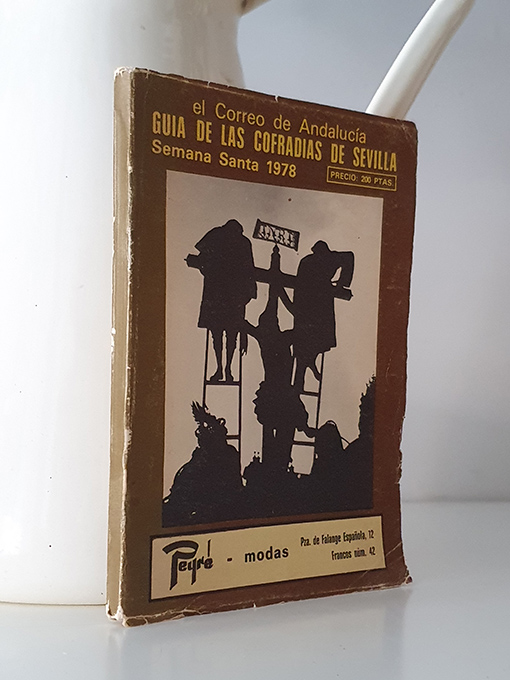 el Correo de Andalucía
GUIA DE LAS COFRADIAS DE SEVILLA
Semana Santa 1978
PRECIO: 200 PTAS.
Peyré - modas
Pza. de Falange Española, 12
Francos núm. 42